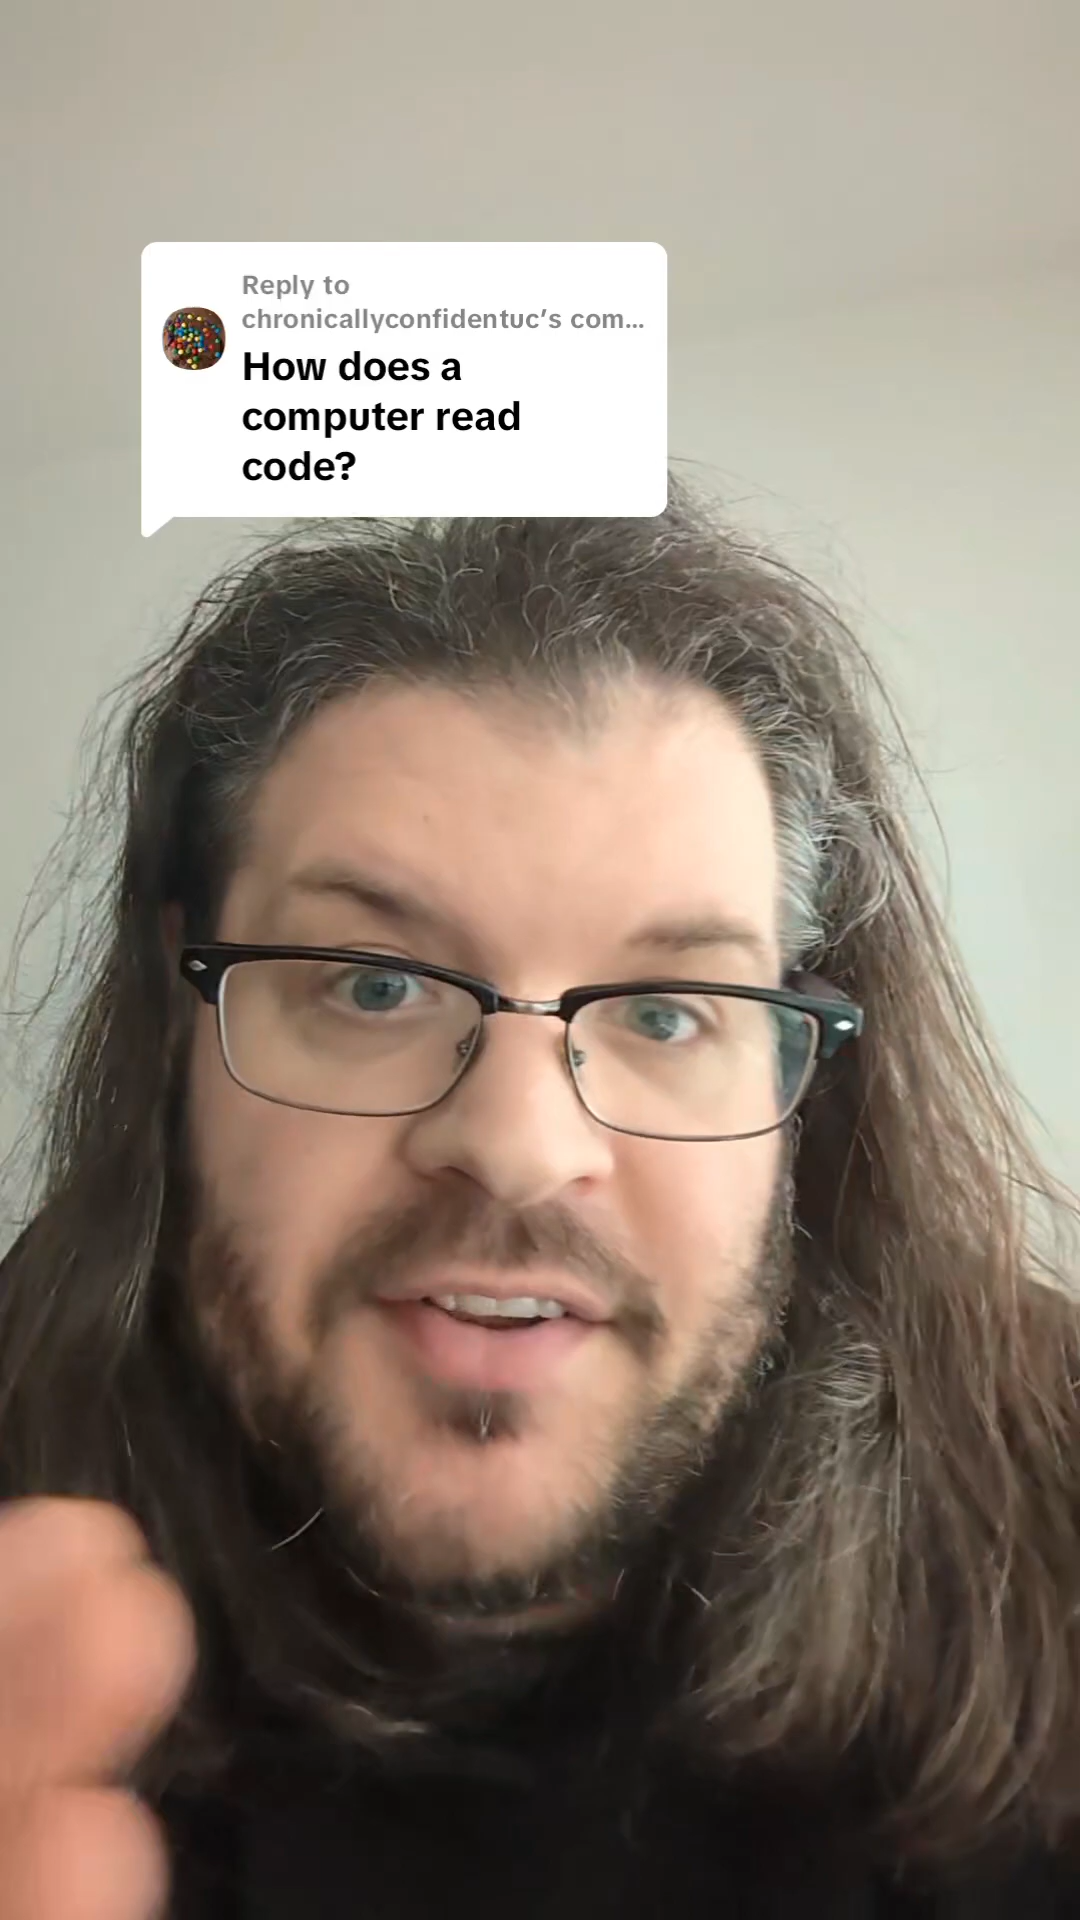 Reply to
chronicallyconfidentuc’s com...
How does a
computer read
code?